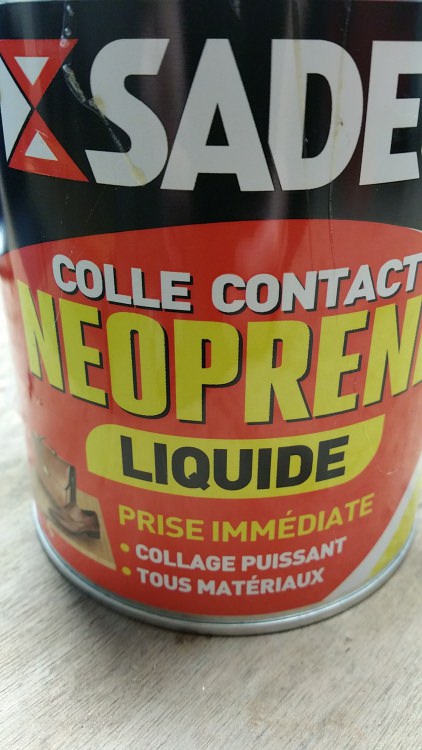 SADE
COLLE CONTACT
NEOPREN
LIQUIDE
PRISE IMMÉDIATE
• COLLAGE PUISSANT
• TOUS MATÉRIAUX